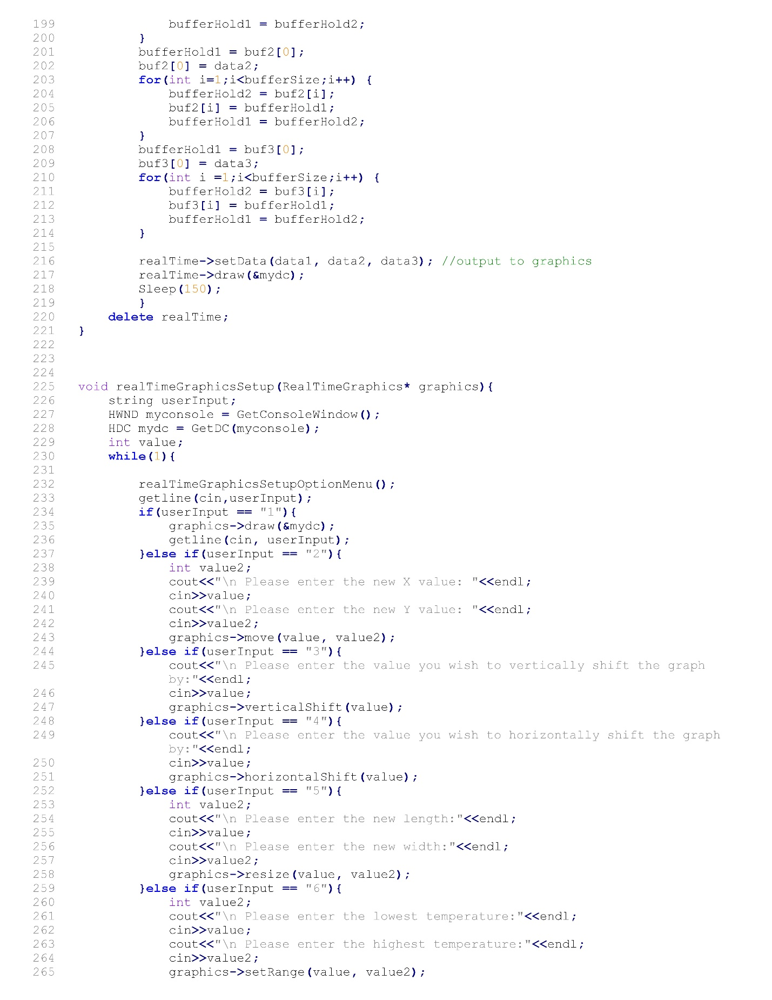 199                bufferHold1 = bufferHold2;
200            }
201            bufferHold1 = buf2[0];
202            buf2[0] = data2;
203            for(int i=1;i<bufferSize;i++) {
204                bufferHold2 = buf2[i];
205                buf2[i] = bufferHold1;
206                bufferHold1 = bufferHold2;
207            }
208            bufferHold1 = buf3[0];
209            buf3[0] = data3;
210            for(int i =1;i<bufferSize;i++) {
211                bufferHold2 = buf3[i];
212                buf3[i] = bufferHold1;
213                bufferHold1 = bufferHold2;
214            }
215
216            realTime->setData(data1, data2, data3); //output to graphics
217            realTime->draw(&mydc);
218            Sleep(150);
219            }
220        delete realTime;
221    }
222
223
224
225    void realTimeGraphicsSetup(RealTimeGraphics* graphics){
226        string userInput;
227        HWND myconsole = GetConsoleWindow();
228        HDC mydc = GetDC(myconsole);
229        int value;
230        while(1){
231
232            realTimeGraphicsSetupOptionMenu();
233            getline(cin,userInput);
234            if(userInput == "1"){
235                graphics->draw(&mydc);
236                getline(cin, userInput);
237            }else if(userInput == "2"){
238                int value2;
239                cout<<"\n Please enter the new X value: "<<endl;
240                cin>>value;
241                cout<<"\n Please enter the new Y value: "<<endl;
242                cin>>value2;
243                graphics->move(value, value2);
244            }else if(userInput == "3"){
245                cout<<"\n Please enter the value you wish to vertically shift the graph
                by:"<<endl;
246                cin>>value;
247                graphics->verticalShift(value);
248            }else if(userInput == "4"){
249                cout<<"\n Please enter the value you wish to horizontally shift the graph
                by:"<<endl;
250                cin>>value;
251                graphics->horizontalShift(value);
252            }else if(userInput == "5"){
253                int value2;
254                cout<<"\n Please enter the new length:"<<endl;
255                cin>>value;
256                cout<<"\n Please enter the new width:"<<endl;
257                cin>>value2;
258                graphics->resize(value, value2);
259            }else if(userInput == "6"){
260                int value2;
261                cout<<"\n Please enter the lowest temperature:"<<endl;
262                cin>>value;
263                cout<<"\n Please enter the highest temperature:"<<endl;
264                cin>>value2;
265                graphics->setRange(value, value2);